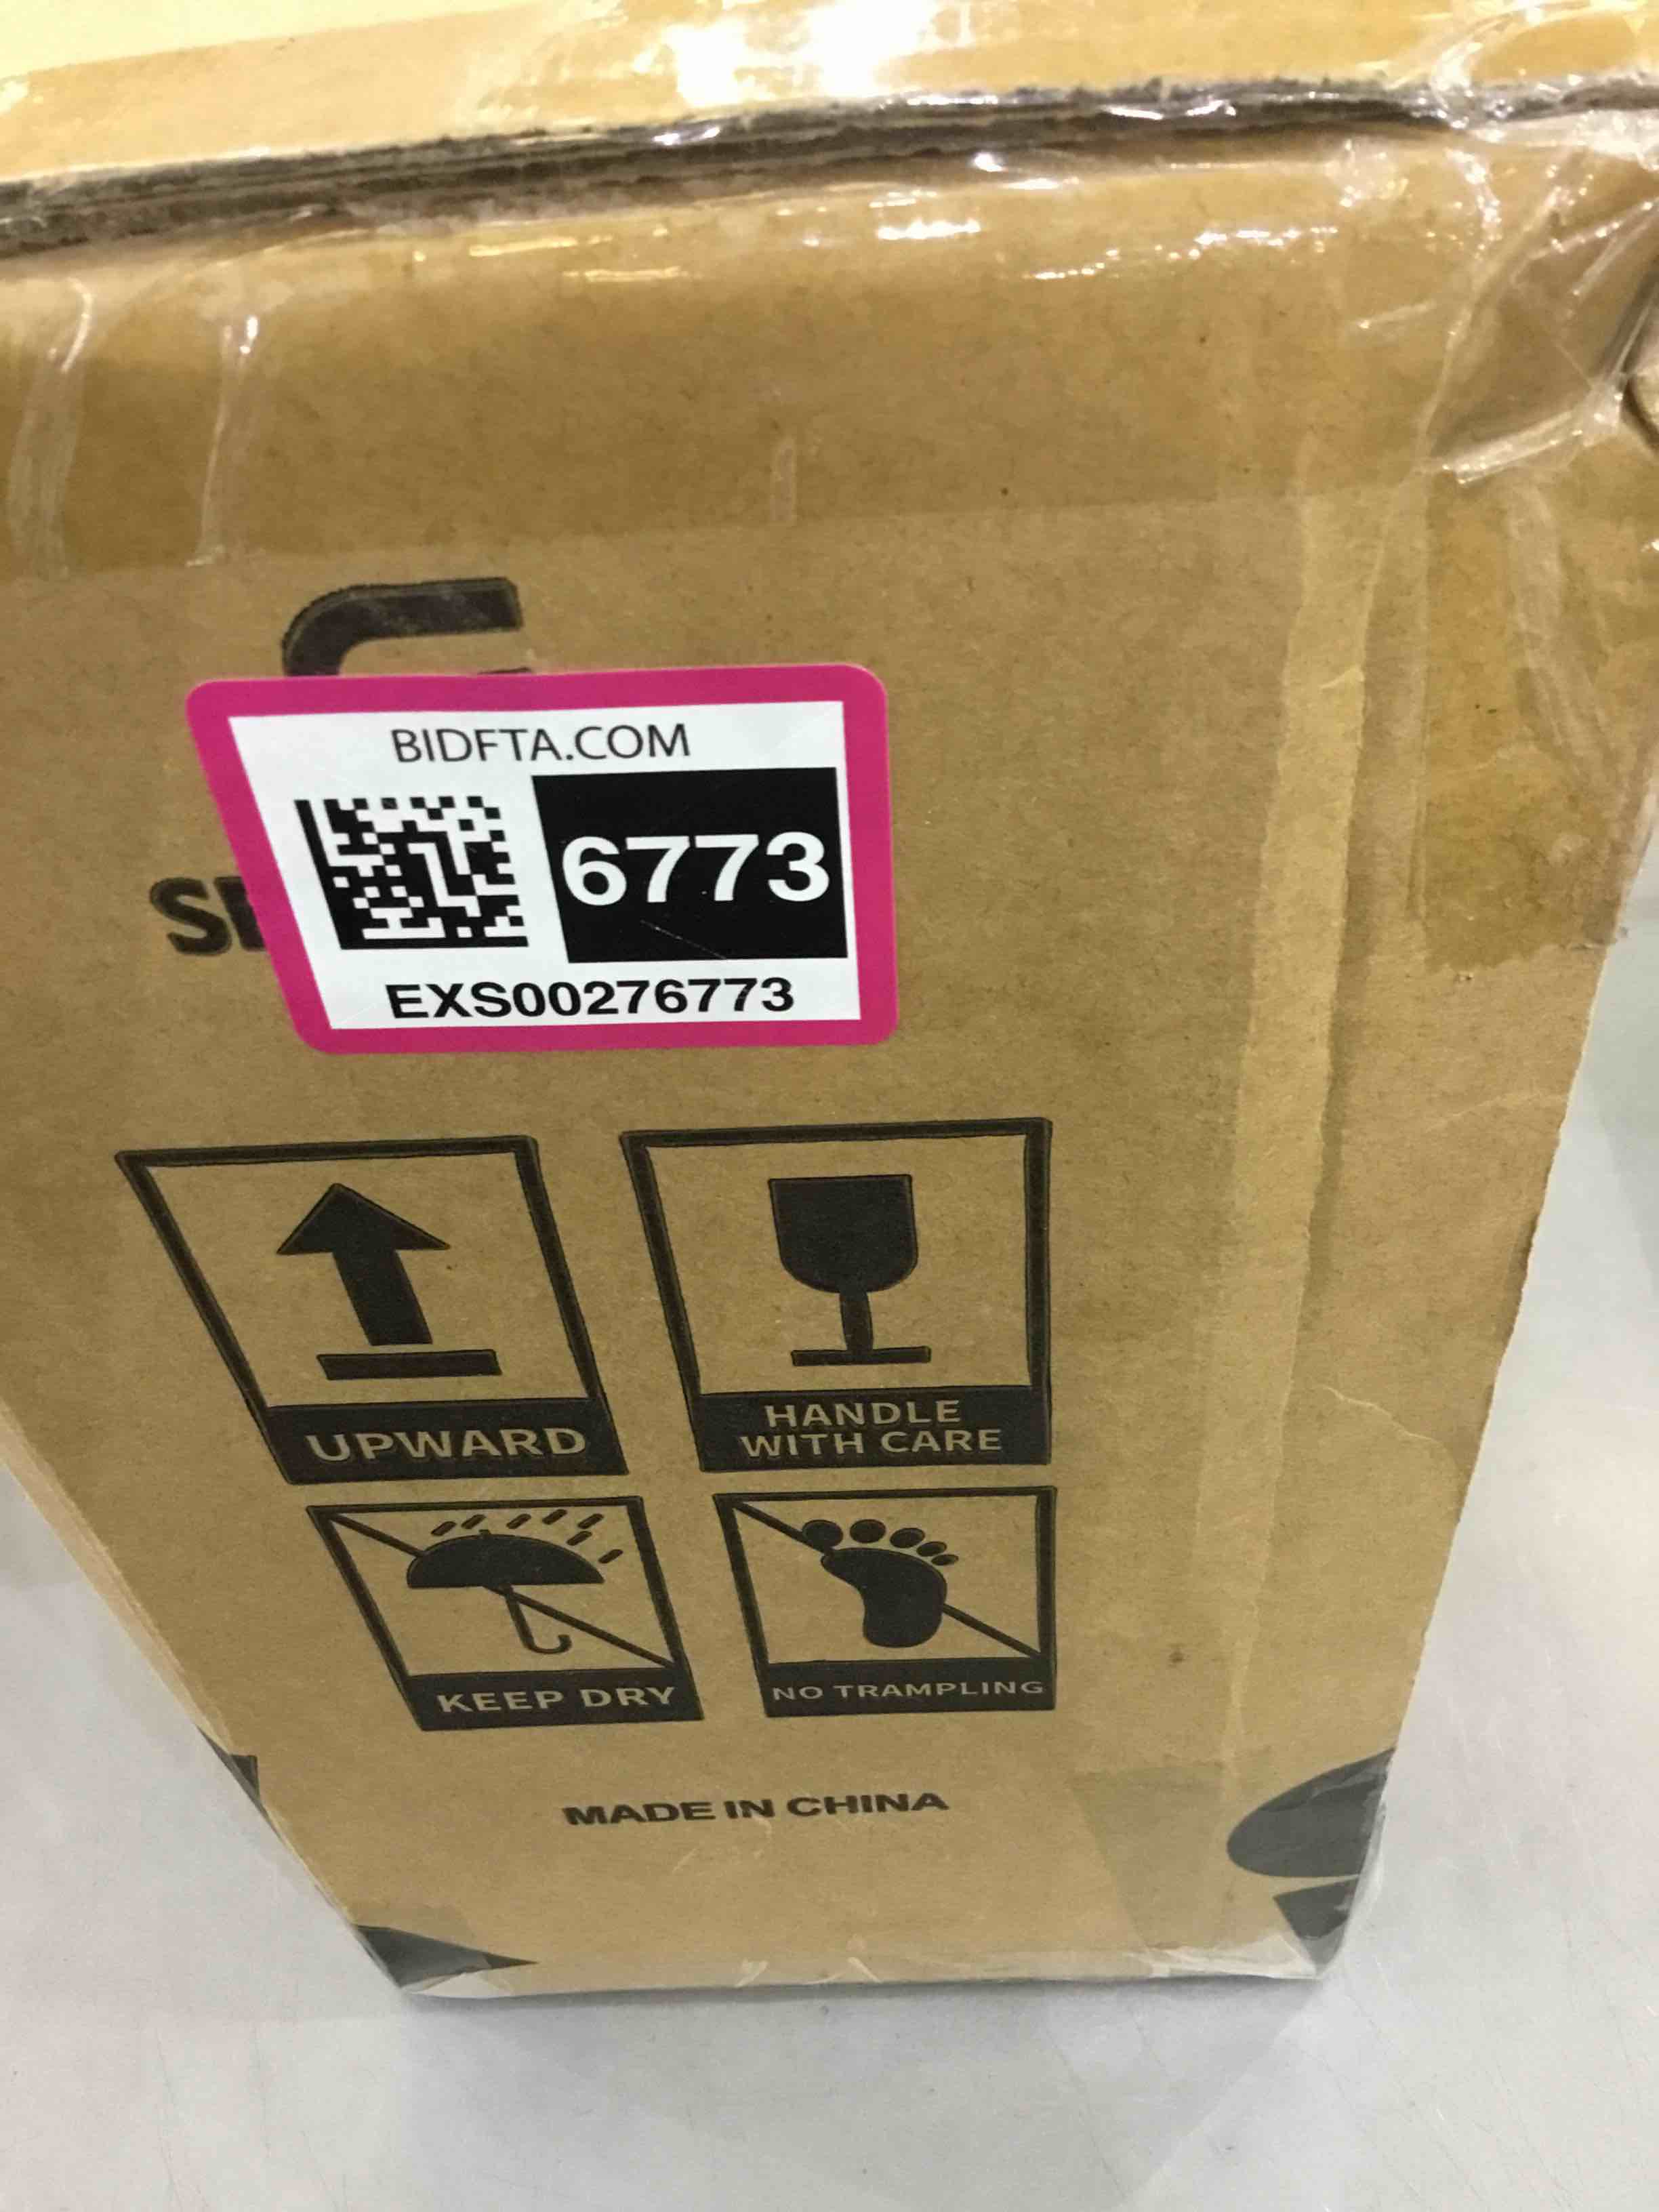 BIDFTA.COM
6773
EXS00276773
UPWARD
HANDLE
WITH CARE
KEEP DRY
NO TRAMPLING
MADE IN CHINA